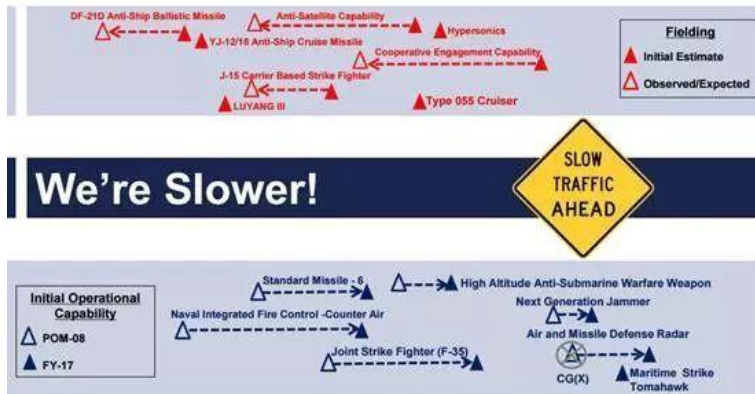 DF-21D Anti-Ship Ballistic Missile
Anti-Satellite Capability
Hypersonics
YJ-12/18 Anti-Ship Cruise Missile
Cooperative Engagement Capability
J-15 Carrier Based Strike Fighter
LUYANG III
Type 055 Cruiser
Fielding
Initial Estimate
Observed/Expected
We're Slower!
SLOW
TRAFFIC
AHEAD
Initial Operational
Capability
POM-08
FY-17
Standard Missile - 6
High Altitude Anti-Submarine Warfare Weapon
Naval Integrated Fire Control -Counter Air
Next Generation Jammer
Air and Missile Defense Radar
Joint Strike Fighter (F-35)
CG(X)
Maritime Strike
Tomahawk